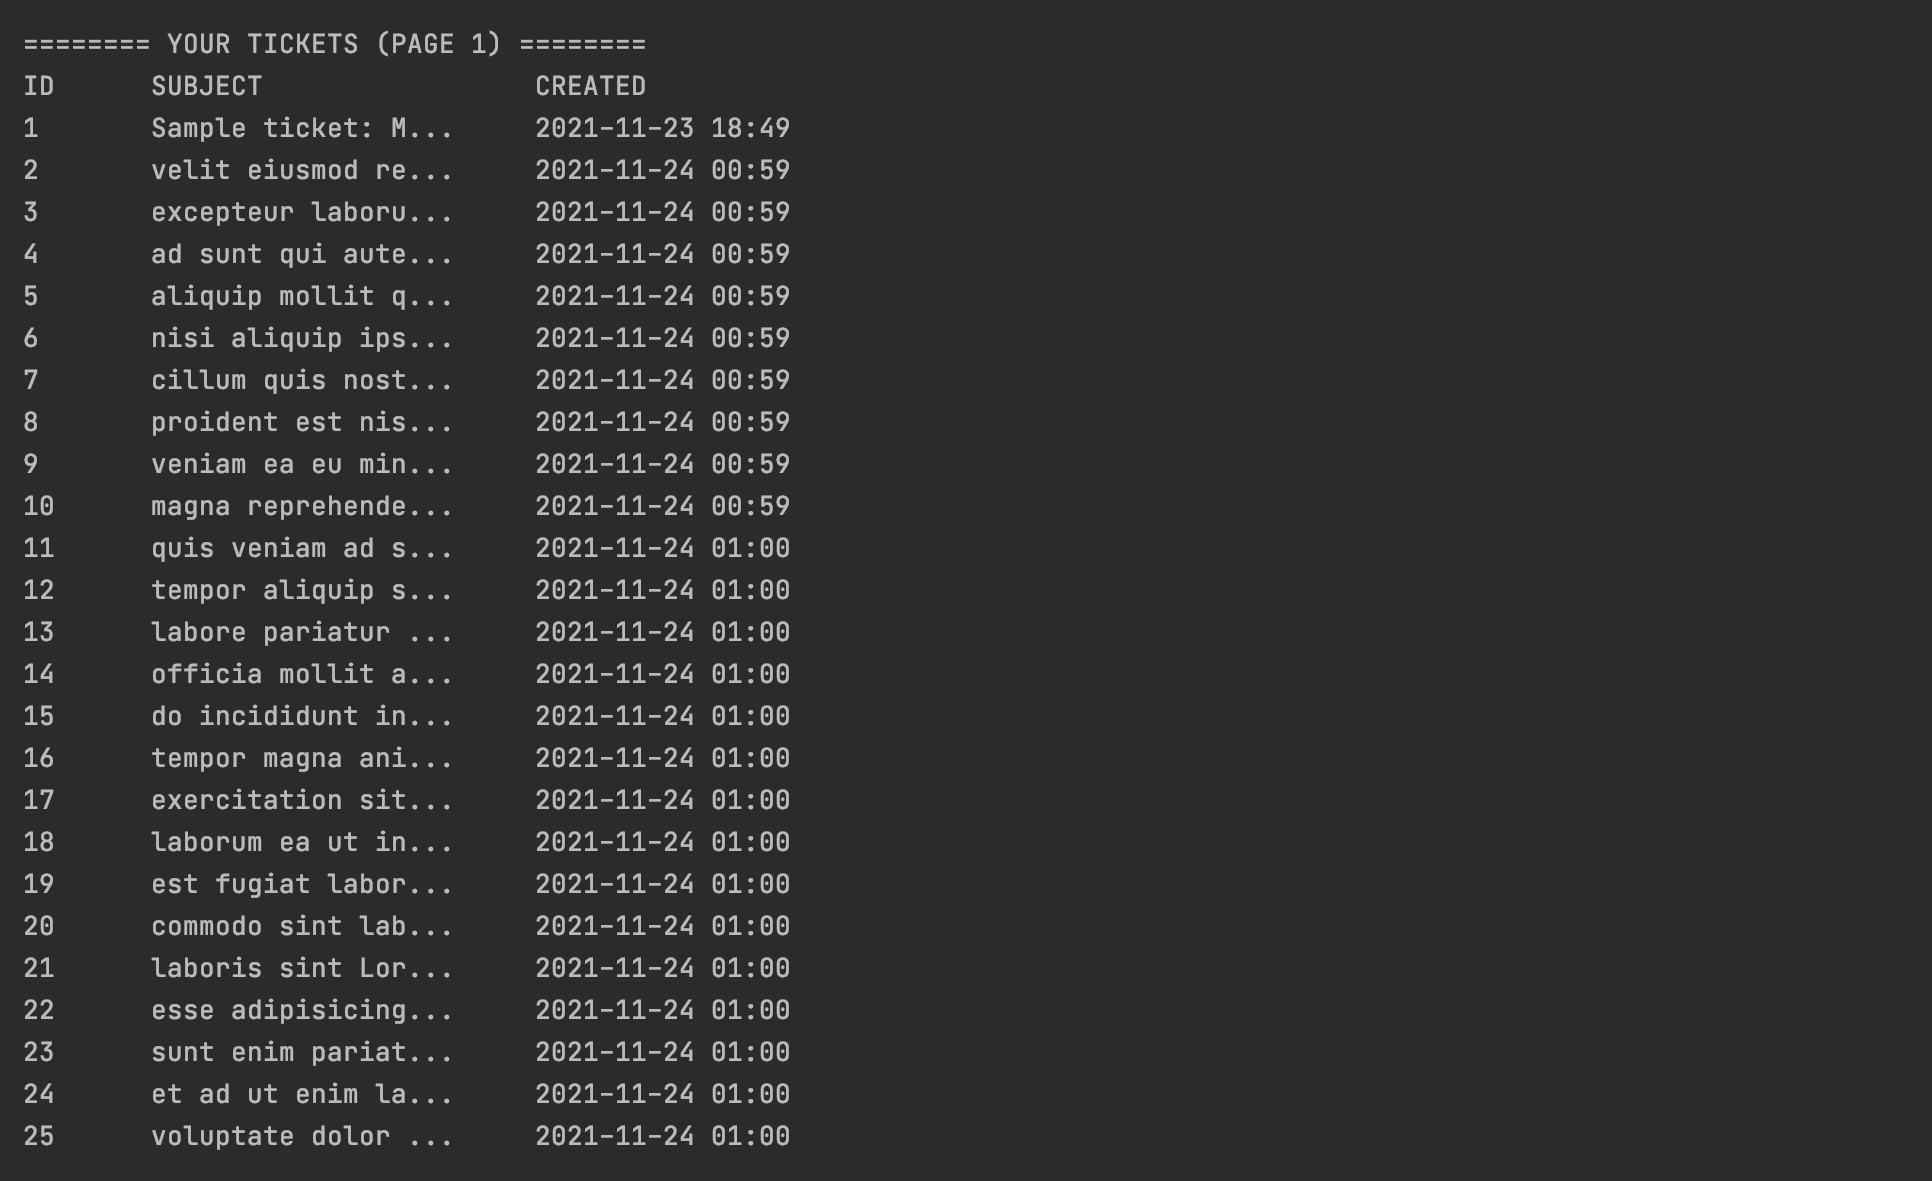 ======== YOUR TICKETS (PAGE 1) ========
ID      SUBJECT                 CREATED
1       Sample ticket: M...     2021-11-23 18:49
2       velit eiusmod re...     2021-11-24 00:59
3       excepteur laboru...     2021-11-24 00:59
4       ad sunt qui aute...     2021-11-24 00:59
5       aliquip mollit q...     2021-11-24 00:59
6       nisi aliquip ips...     2021-11-24 00:59
7       cillum quis nost...     2021-11-24 00:59
8       proident est nis...     2021-11-24 00:59
9       veniam ea eu min...     2021-11-24 00:59
10      magna reprehende...     2021-11-24 00:59
11      quis veniam ad s...     2021-11-24 01:00
12      tempor aliquip s...     2021-11-24 01:00
13      labore pariatur ...     2021-11-24 01:00
14      officia mollit a...     2021-11-24 01:00
15      do incididunt in...     2021-11-24 01:00
16      tempor magna ani...     2021-11-24 01:00
17      exercitation sit...     2021-11-24 01:00
18      laborum ea ut in...     2021-11-24 01:00
19      est fugiat labor...     2021-11-24 01:00
20      commodo sint lab...     2021-11-24 01:00
21      laboris sint Lor...     2021-11-24 01:00
22      esse adipisicing...     2021-11-24 01:00
23      sunt enim pariat...     2021-11-24 01:00
24      et ad ut enim la...     2021-11-24 01:00
25      voluptate dolor ...     2021-11-24 01:00